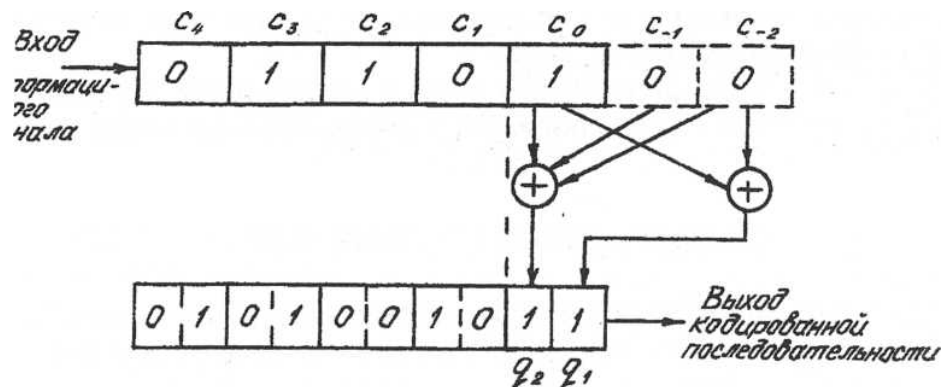 C₄ C₃ C₂ C₁ C₀ C₋₁ C₋₂
Вход
0 1 1 0 1 0 0
+ +
0 1 0 1 0 0 1 0 1 1
Выход
кодированной
последовательности
q₂ q₁